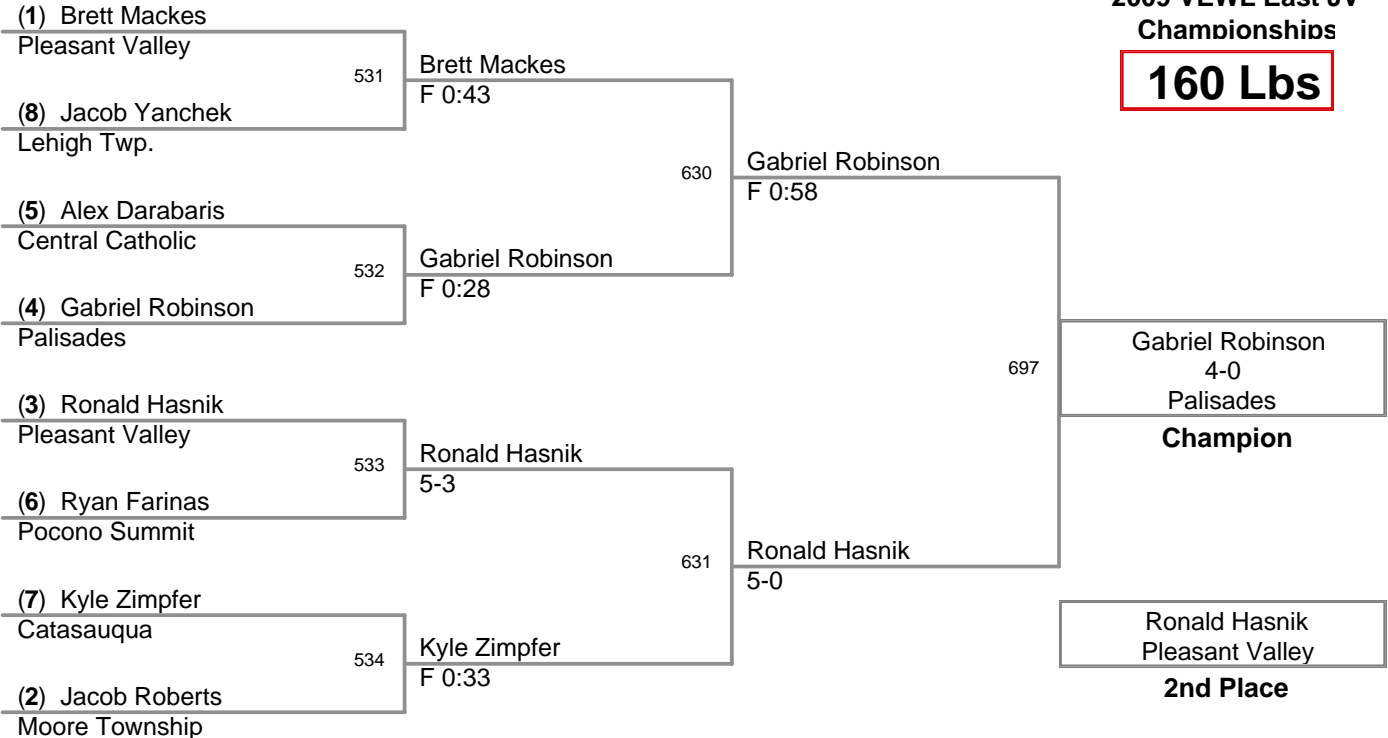 (1) Brett Mackes
Pleasant Valley
531
(8) Jacob Yanchek
Lehigh Twp.
(5) Alex Darabaris
Central Catholic
532
(4) Gabriel Robinson
Palisades
(3) Ronald Hasnik
Pleasant Valley
533
(6) Ryan Farinas
Pocono Summit
(7) Kyle Zimpfer
Catasauqua
534
(2) Jacob Roberts
Moore Township
Brett Mackes
F 0:43
630
Gabriel Robinson
F 0:28
Ronald Hasnik
5-3
631
Kyle Zimpfer
F 0:33
Gabriel Robinson
F 0:58
697
Ronald Hasnik
5-0
2009 VEWL East JV
Championships
160 Lbs
Gabriel Robinson
4-0
Palisades
Champion
Ronald Hasnik
Pleasant Valley
2nd Place